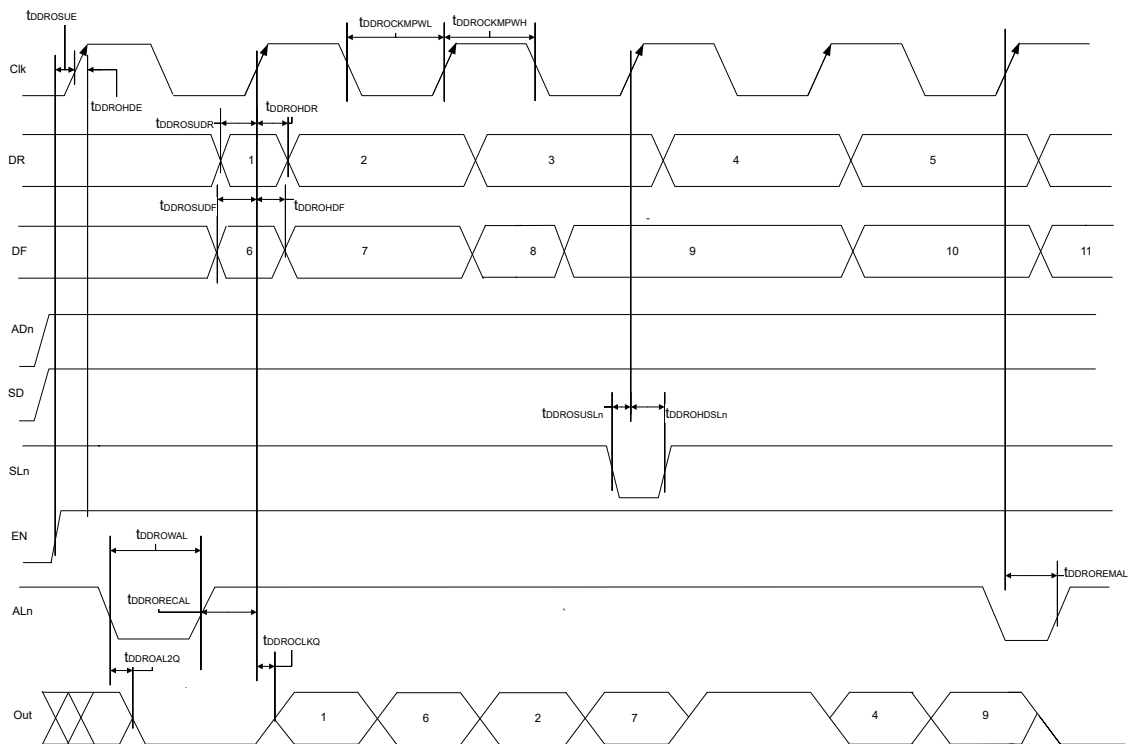 tDDROSUE
tDDROCKMPWL tDDROCKMPWH
Clk
tDDROHDE
tDDROSUDR tDDROHDR
DR 1 2 3 4 5
tDDROSUDF tDDROHDF
DF 6 7 8 9 10 11
ADn
SD
tDDROSUSLn tDDROHDSLn
SLn
EN
tDDROWAL
tDDROREMAL
tDDRORECAL
ALn
tDDROCLKQ
tDDROAL2Q
Out 1 6 2 7 4 9